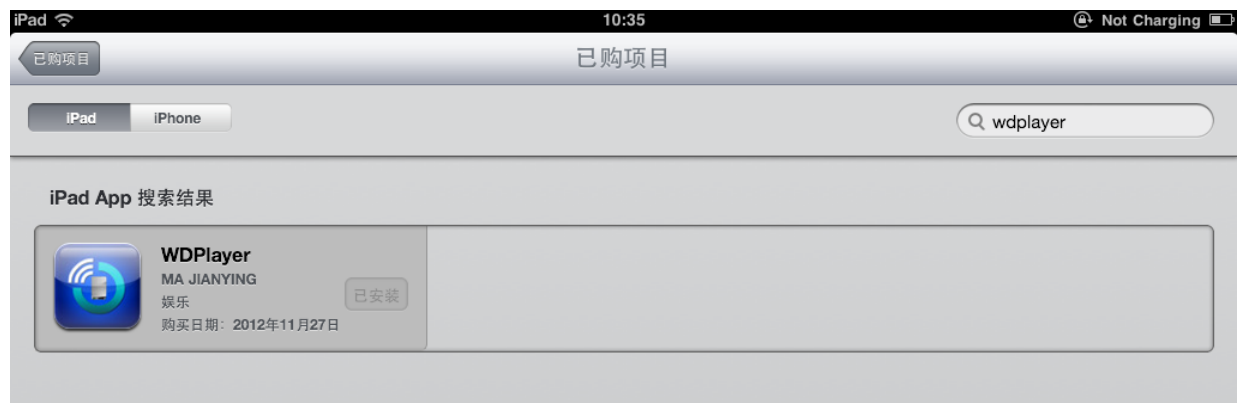 iPad 10:35 Not Charging
已购项目 已购项目
iPad iPhone wdplayer
iPad App 搜索结果
WDPlayer
MA JIANYING
娱乐 已安装
购买日期：2012年11月27日